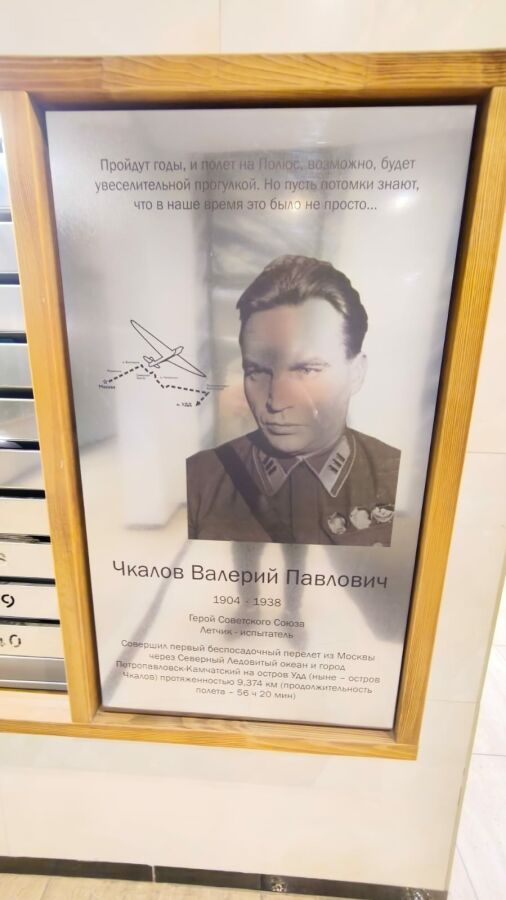 Пройдут годы, и полет на Полюс, возможно, будет
увеселительной прогулкой. Но пусть потомки знают,
что в наше время это было не просто...
Москва
о. УДД
Чкалов Валерий Павлович
1904 - 1938
Герой Советского Союза
Летчик - испытатель
Совершил первый беспосадочный перелет из Москвы
через Северный Ледовитый океан и город
Петропавловск-Камчатский на остров Удд (ныне – остров
Чкалов) протяженностью 9.374 км (продолжительность
полета – 56 ч 20 мин)
9